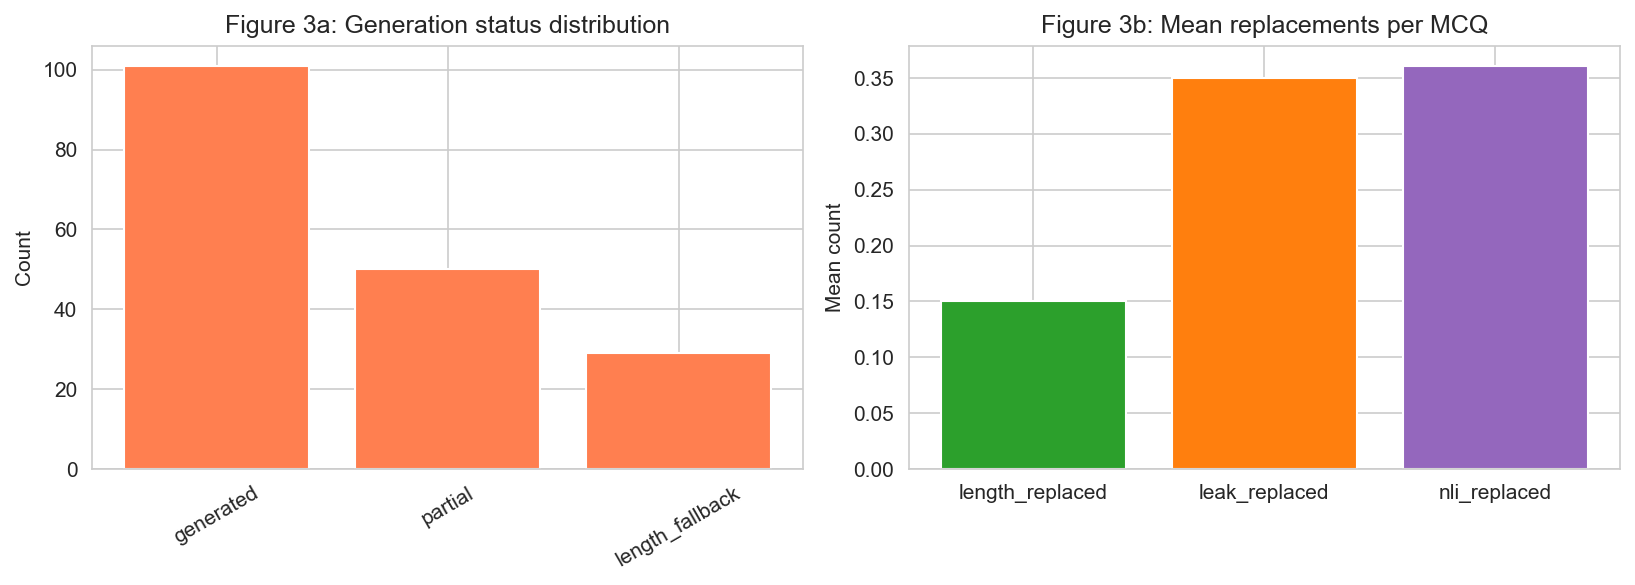 Figure 3a: Generation status distribution
Count
100
80
60
40
20
0
generated
partial
length_fallback
Figure 3b: Mean replacements per MCQ
Mean count
0.35
0.30
0.25
0.20
0.15
0.10
0.05
0.00
length_replaced
leak_replaced
nli_replaced